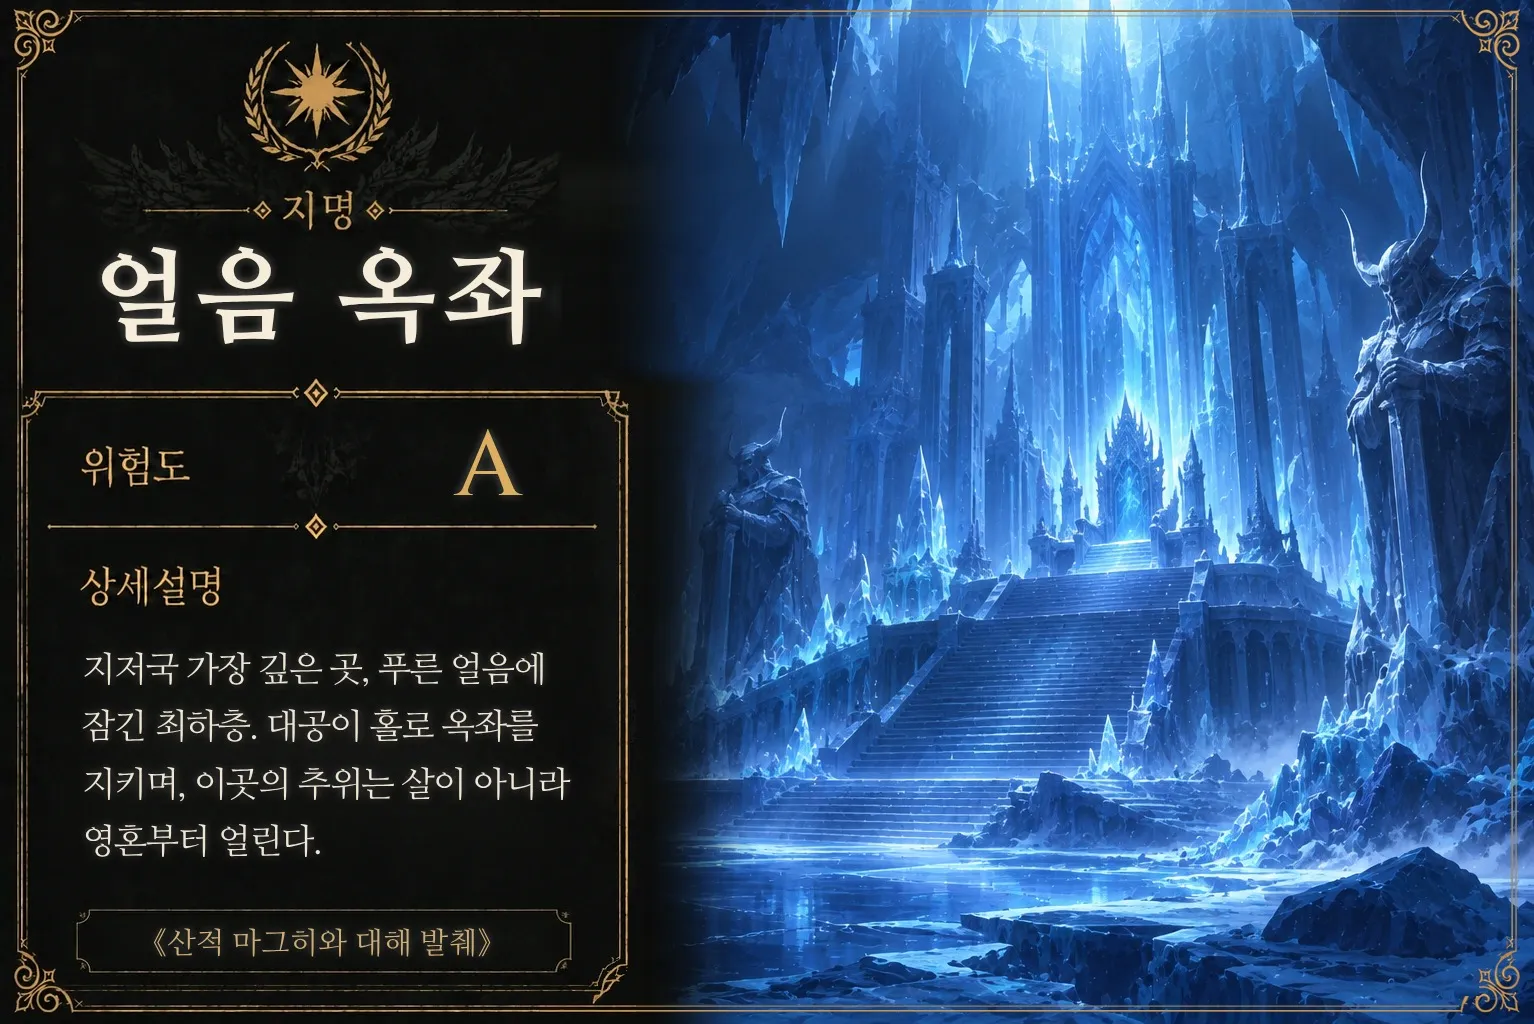 지명
얼음 옥좌
위험도 A
상세설명
지저국 가장 깊은 곳, 푸른 얼음에
잠긴 최하층. 대공이 홀로 옥좌를
지키며, 이곳의 추위는 살이 아니라
영혼부터 얼린다.
《산적 마그히와 대해 발췌》